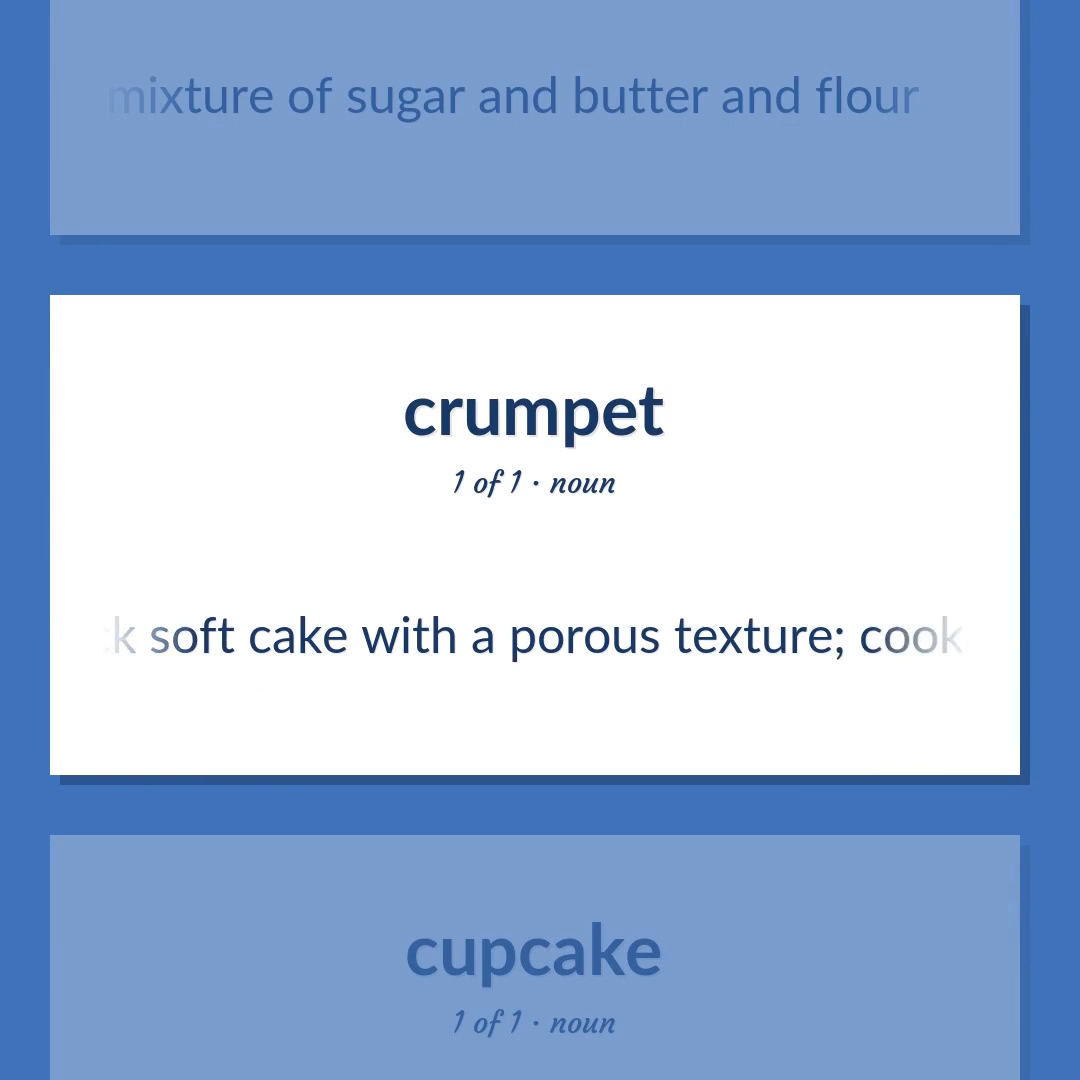 mixture of sugar and butter and flour
crumpet
1 of 1 · noun
soft cake with a porous texture; cook
cupcake
1 of 1 · noun